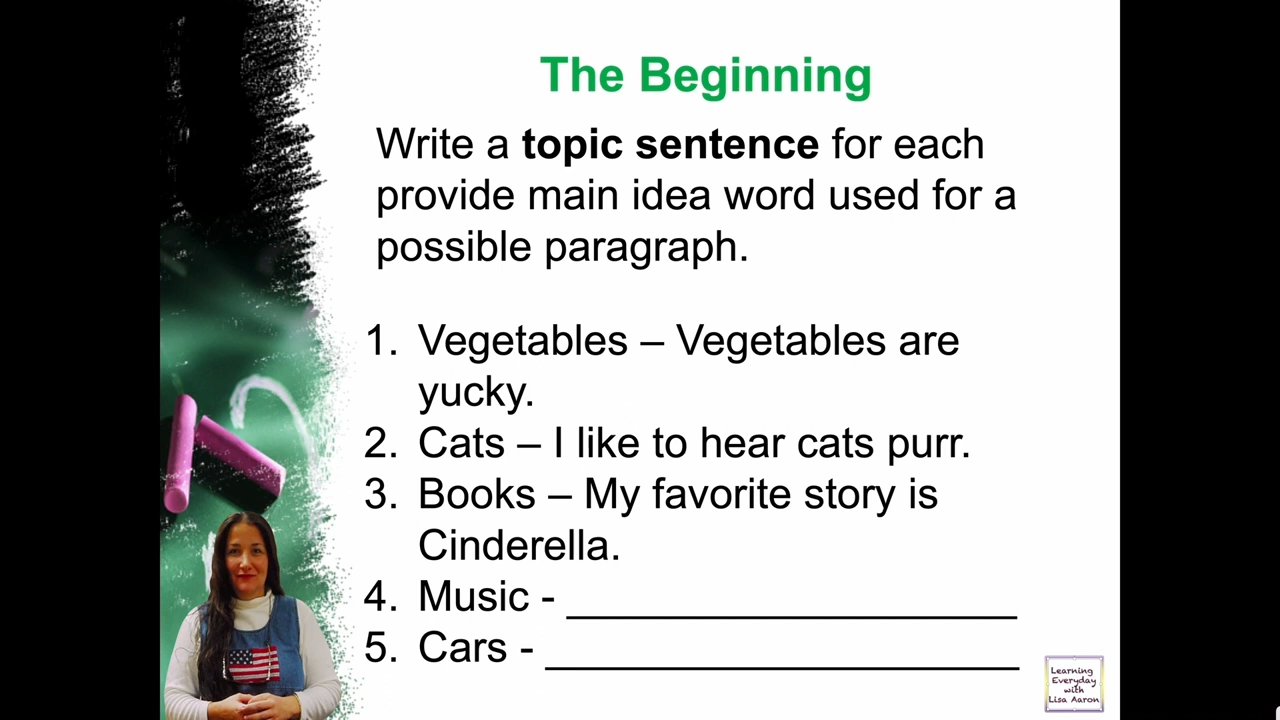 The Beginning
Write a topic sentence for each
provide main idea word used for a
possible paragraph.
1. Vegetables – Vegetables are
yucky.
2. Cats – I like to hear cats purr.
3. Books – My favorite story is
Cinderella.
4. Music - ____________________
5. Cars - _____________________
Learning
Everyday
with
Lisa Aaron